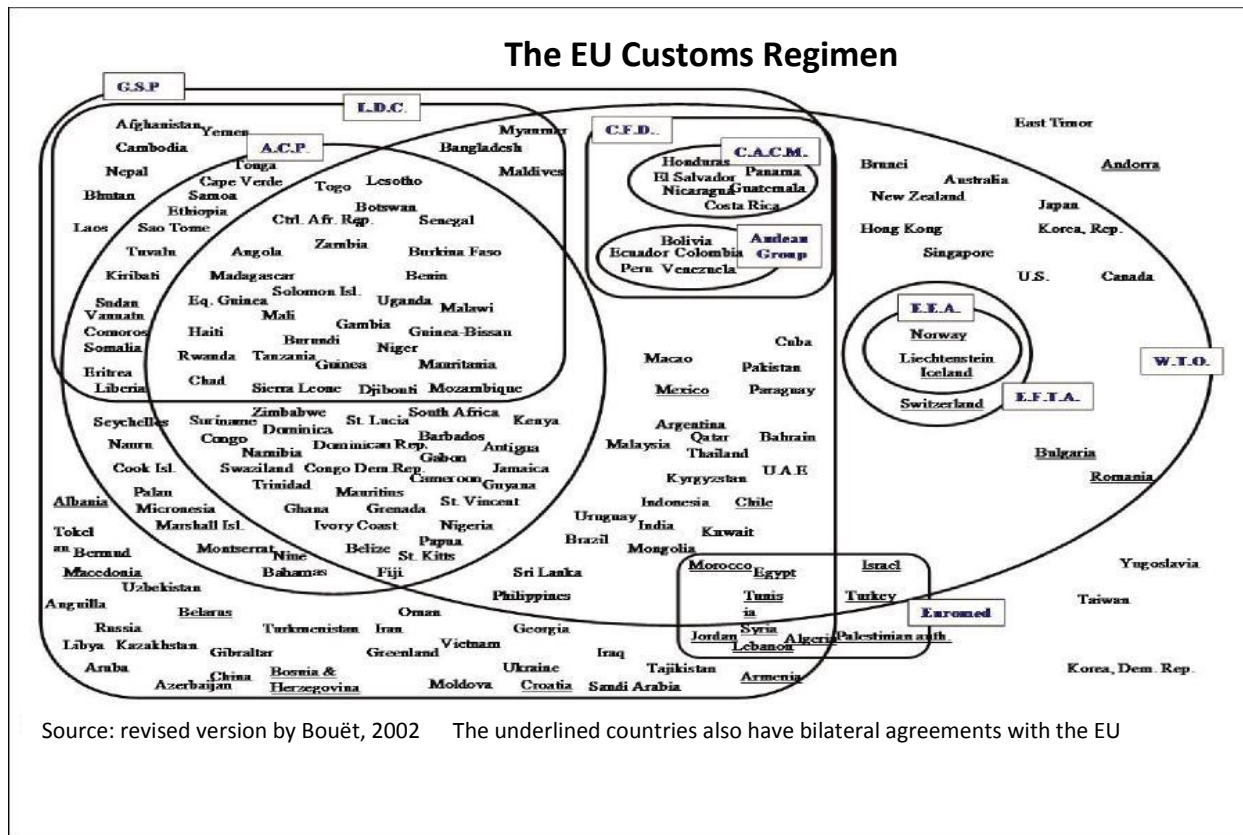 The EU Customs Regimen
G.S.P
L.D.C.
A.C.P.
C.F.D..
C.A.C.M.
Andean
Group
E.E.A.
E.F.T.A.
W.T.O.
Euromed
Afghanistan
Yemen
Cambodia
Nepal
Bhutan
Laos
Myanmar
Bangladesh
Maldives
Tonga
Cape Verde
Samoa
Ethiopia
Sao Tome
Tuvalu
Kiribati
Sudan
Vanuatu
Comoros
Somalia
Eritrea
Liberia
Togo
Lesotho
Botswan
Ctrl. Afr. Rep.
Senegal
Zambia
Angola
Burkina Faso
Madagascar
Benin
Solomon Isl.
Eq. Guinea
Uganda
Malawi
Mali
Gambia
Haiti
Guinea-Bissau
Burundi
Niger
Rwanda
Tanzania
Guinea
Mauritania
Chad
Sierra Leone
Djibouti
Mozambique
Honduras
Panama
El Salvador
Nicaragua
Guatemala
Costa Rica
Bolivia
Ecuador Colombia
Peru Venezuela
East Timor
Brunei
Andorra
Australia
New Zealand
Japan
Hong Kong
Korea, Rep.
Singapore
U.S.
Canada
Norway
Liechtenstein
Iceland
Switzerland
Bulgaria
Romania
Cuba
Macao
Pakistan
Mexico
Paraguay
Argentina
Malaysia
Qatar
Bahrain
Thailand
U.A.E
Kyrgyzstan
Indonesia
Chile
Uruguay
India
Kuwait
Brazil
Mongolia
Seychelles
Suriname
Zimbabwe
St. Lucia
South Africa
Kenya
Dominica
Nauru
Congo
Namibia
Dominican Rep.
Barbados
Antigua
Gabon
Cook Isl.
Swaziland
Congo Dem.Rep.
Cameroon
Jamaica
Guyana
Trinidad
Palau
Mauritius
Albania
Micronesia
Ghana
Grenada
St. Vincent
Marshall Isl.
Ivory Coast
Nigeria
Tokel
au
Bermud
Montserrat
Nine
Belize
Papua
St. Kitts
Macedonia
Bahamas
Fiji
Sri Lanka
Uzbekistan
Philippines
Anguilla
Belarus
Oman
Russia
Turkmenistan
Iran
Georgia
Libya
Kazakhstan
Gibraltar
Greenland
Vietnam
Iraq
Aruba
China
Bosnia &
Herzegovina
Azerbaijan
Moldova
Ukraine
Croatia
Saudi Arabia
Tajikistan
Armenia
Morocco
Egypt
Israel
Tunis
ia
Turkey
Syria
Jordan
Lebanon
Algeria
Palestinian auth.
Yugoslavia
Taiwan
Korea, Dem. Rep.
Source: revised version by Bouët, 2002 The underlined countries also have bilateral agreements with the EU